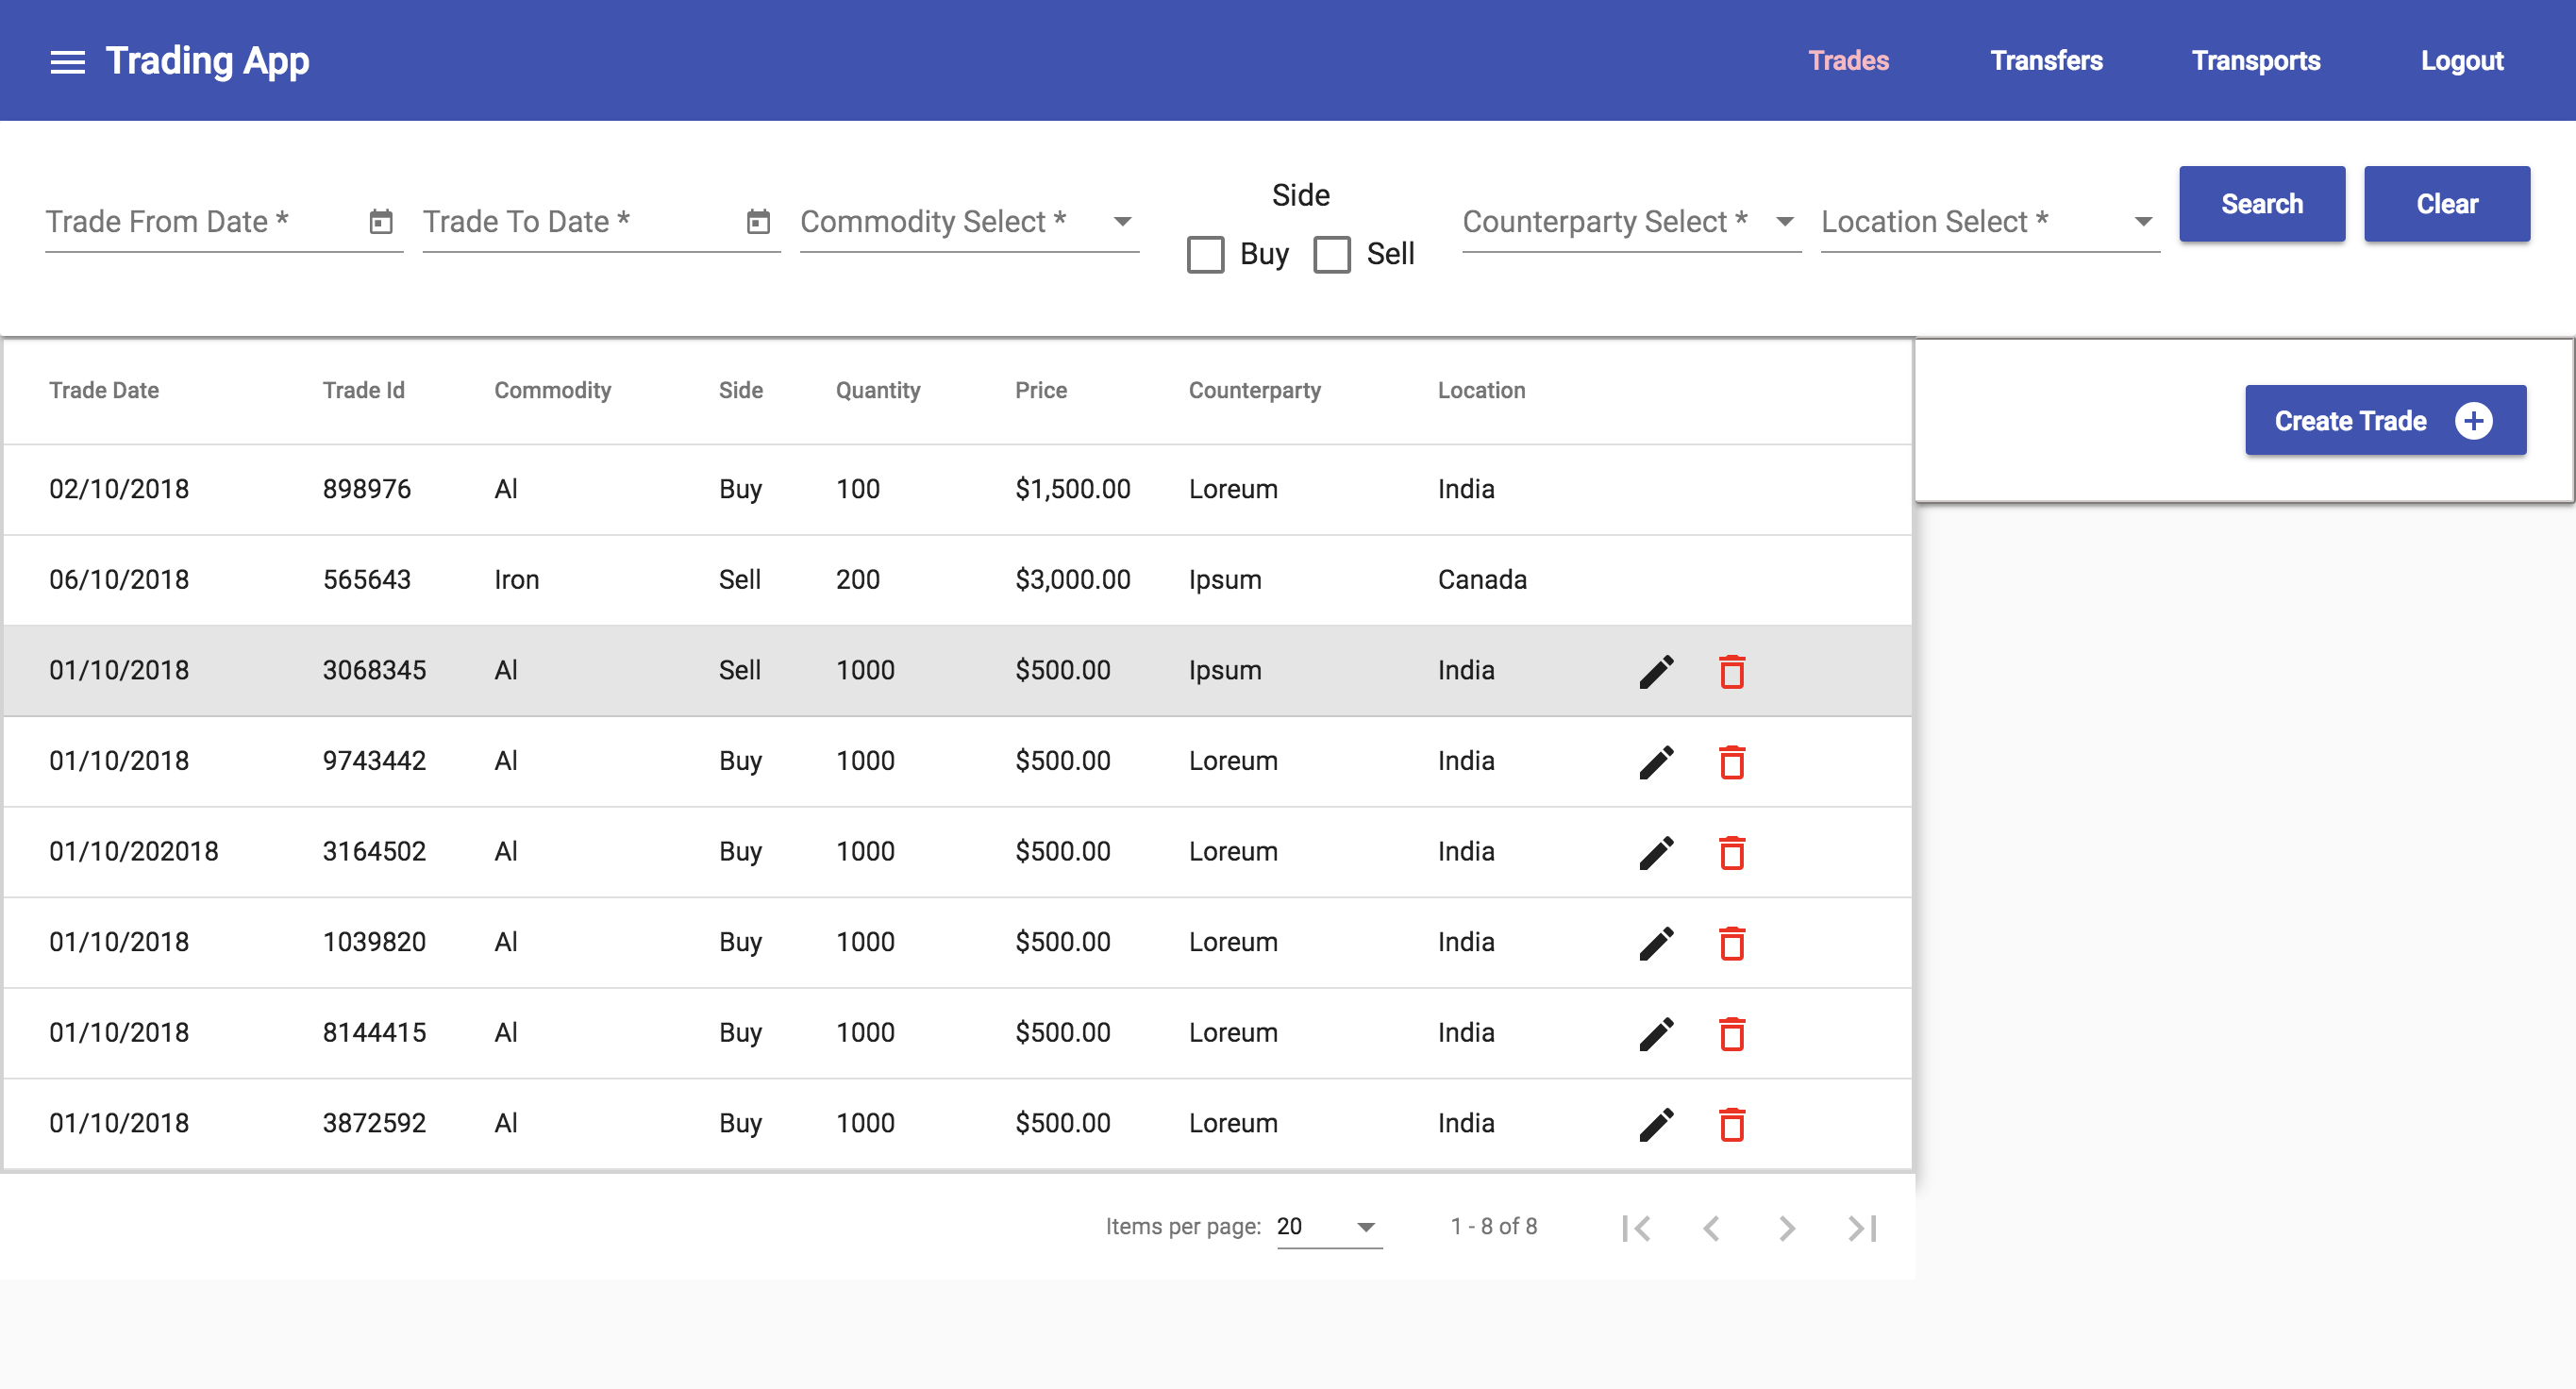 Trading App Trades Transfers Transports Logout
Side
Trade From Date * Trade To Date * Commodity Select * Buy Sell Counterparty Select * Location Select * Search Clear
Trade Date Trade Id Commodity Side Quantity Price Counterparty Location
Create Trade
02/10/2018 898976 Al Buy 100 $1,500.00 Loreum India
06/10/2018 565643 Iron Sell 200 $3,000.00 Ipsum Canada
01/10/2018 3068345 Al Sell 1000 $500.00 Ipsum India
01/10/2018 9743442 Al Buy 1000 $500.00 Loreum India
01/10/202018 3164502 Al Buy 1000 $500.00 Loreum India
01/10/2018 1039820 Al Buy 1000 $500.00 Loreum India
01/10/2018 8144415 Al Buy 1000 $500.00 Loreum India
01/10/2018 3872592 Al Buy 1000 $500.00 Loreum India
Items per page: 20 1 - 8 of 8